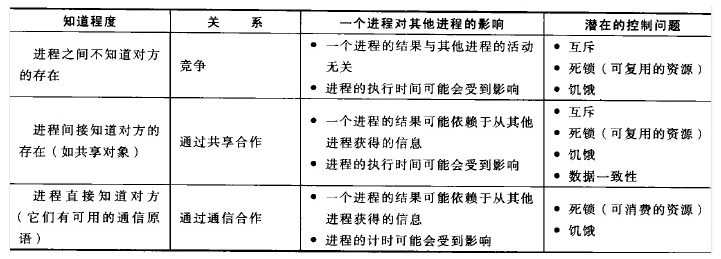 知道程度
关 系
一个进程对其他进程的影响
潜在的控制问题
进程之间不知道对方
的存在
竞争
• 一个进程的结果与其他进程的活动
无关
• 进程的执行时间可能会受到影响
• 互斥
• 死锁（可复用的资源）
• 饥饿
进程间接知道对方的
存在（如共享对象）
通过共享合作
• 一个进程的结果可能依赖于从其他
进程获得的信息
• 进程的执行时间可能会受到影响
• 互斥
• 死锁（可复用的资源）
• 饥饿
• 数据一致性
进程直接知道对方
（它们有可用的通信原
语）
通过通信合作
• 一个进程的结果可能依赖于从其他
进程获得的信息
• 进程的计时可能会受到影响
• 死锁（可消费的资源）
• 饥饿